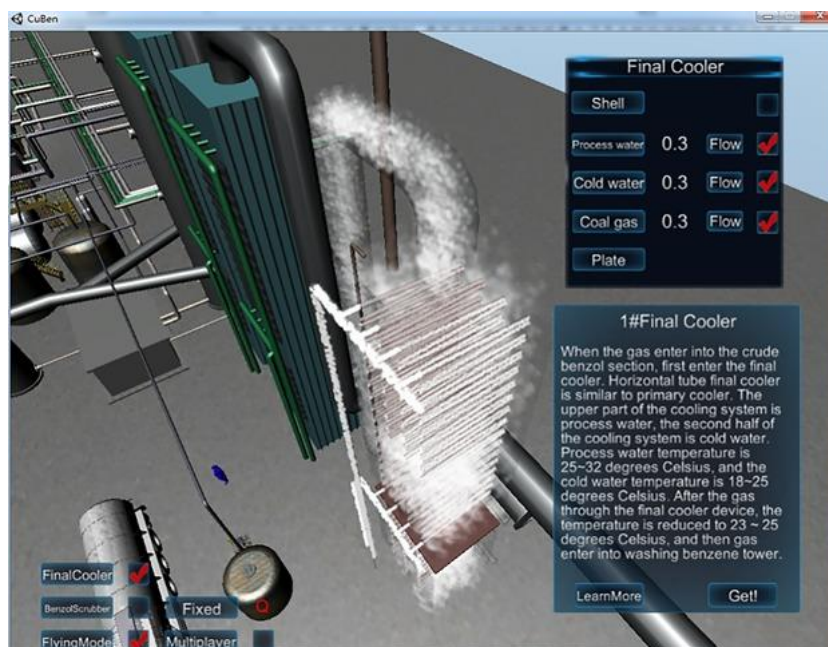 CuBen
Final Cooler
Shell
Process water 0.3 Flow
Cold water 0.3 Flow
Coal gas 0.3 Flow
Plate
1#Final Cooler
When the gas enter into the crude
benzol section, first enter the final
cooler. Horizontal tube final cooler
is similar to primary cooler. The
upper part of the cooling system is
process water, the second half of
the cooling system is cold water.
Process water temperature is
25~32 degrees Celsius, and the
cold water temperature is 18~25
degrees Celsius. After the gas
through the final cooler device, the
temperature is reduced to 23 ~ 25
degrees Celsius, and then gas
enter into washing benzene tower.
LearnMore Get!
FinalCooler
BenzolScrubber Fixed Q
FlyingMode Multiplayer